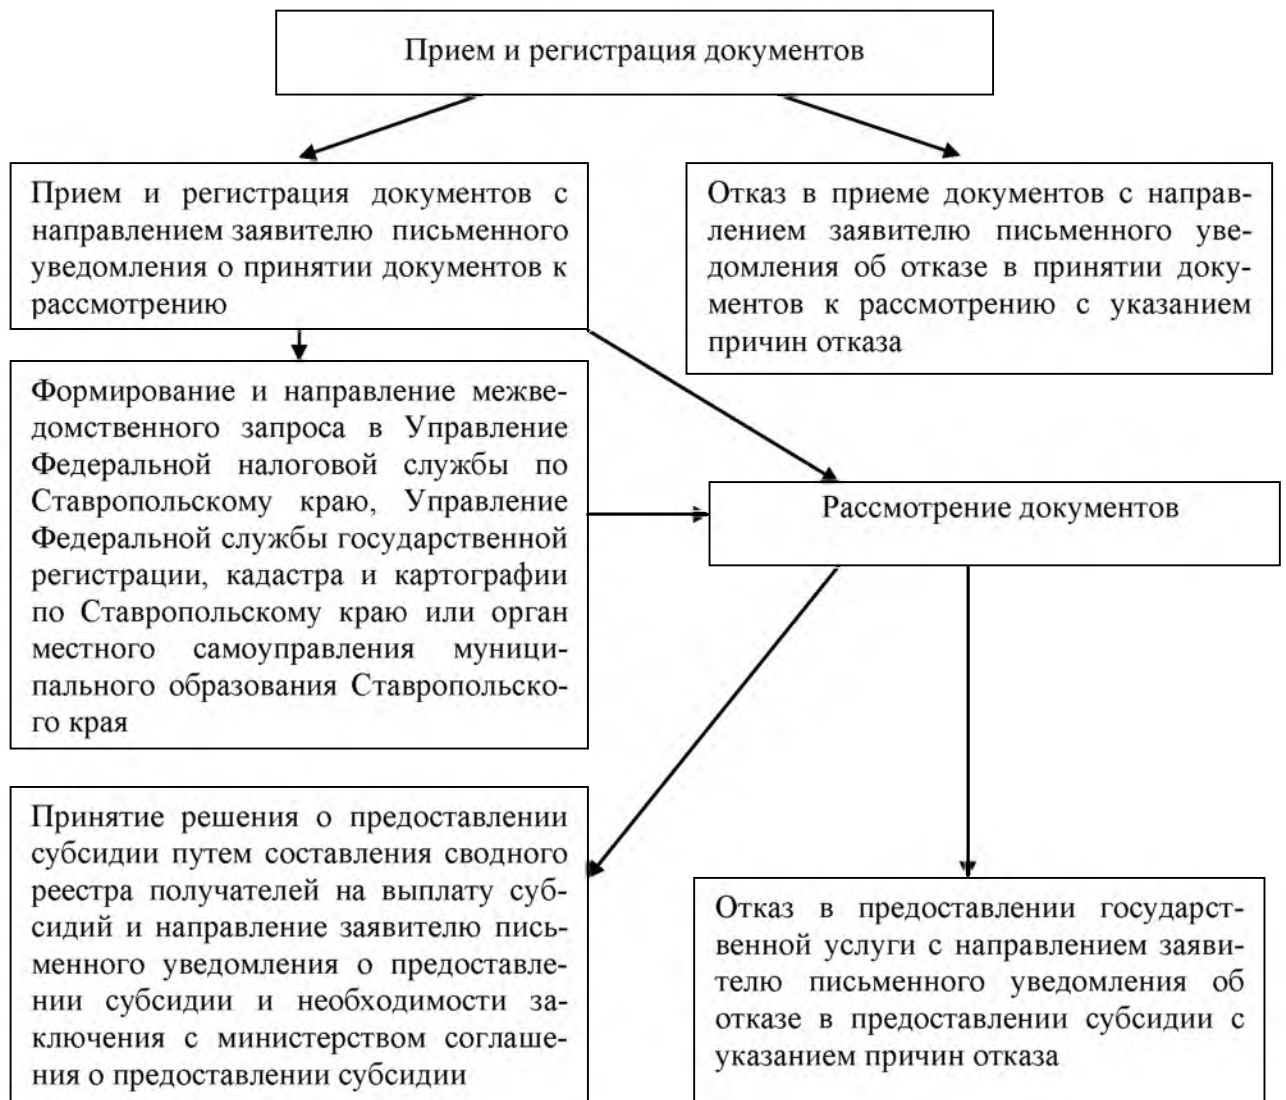 Прием и регистрация документов
Прием и регистрация документов с
направлением заявителю письменного
уведомления о принятии документов к
рассмотрению
Отказ в приеме документов с направ-
лением заявителю письменного уве-
домления об отказе в принятии доку-
ментов к рассмотрению с указанием
причин отказа
Формирование и направление межве-
домственного запроса в Управление
Федеральной налоговой службы по
Ставропольскому краю, Управление
Федеральной службы государственной
регистрации, кадастра и картографии
по Ставропольскому краю или орган
местного самоуправления муници-
пального образования Ставропольско-
го края
Рассмотрение документов
Принятие решения о предоставлении
субсидии путем составления сводного
реестра получателей на выплату суб-
сидий и направление заявителю пись-
менного уведомления о предоставле-
нии субсидии и необходимости за-
ключения с министерством соглаше-
ния о предоставлении субсидии
Отказ в предоставлении государст-
венной услуги с направлением заяви-
телю письменного уведомления об
отказе в предоставлении субсидии с
указанием причин отказа